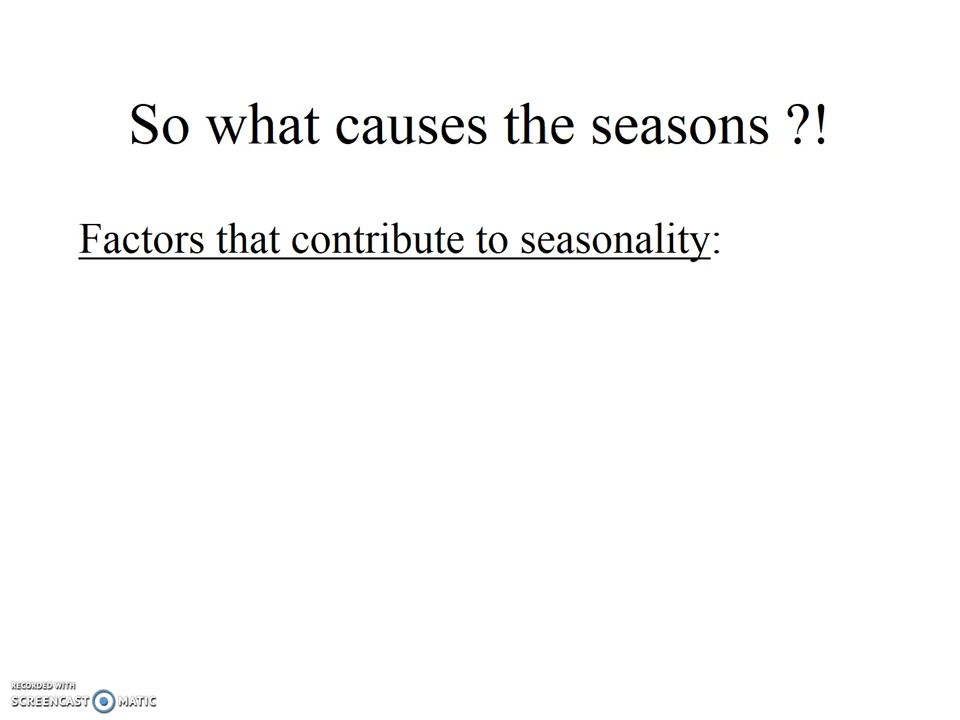 So what causes the seasons ?!
Factors that contribute to seasonality:
RECORDED WITH
SCREENCAST MATIC